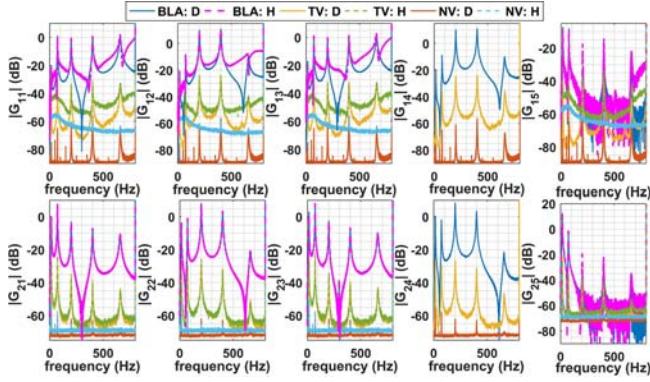 BLA: D BLA: H TV: D TV: H NV: D NV: H
|G11| (dB) |G12| (dB) |G13| (dB) |G14| (dB) |G15| (dB)
0 0 0 0 -20
-20 -20 -20 -20 -40
-40 -40 -40 -40 -60
-60 -60 -60 -60 -80
-80 -80 -80 -80
0 500 0 500 0 500 0 500 0 500
frequency (Hz) frequency (Hz) frequency (Hz) frequency (Hz) frequency (Hz)
|G21| (dB) |G22| (dB) |G23| (dB) |G24| (dB) |G25| (dB)
25
0 0 0 0 0
-20 -20 -20 -20 -20
-40 -40 -40 -40 -40
-60 -60 -60 -60 -60
-80
0 500 0 500 0 500 0 500 0 500
frequency (Hz) frequency (Hz) frequency (Hz) frequency (Hz) frequency (Hz)